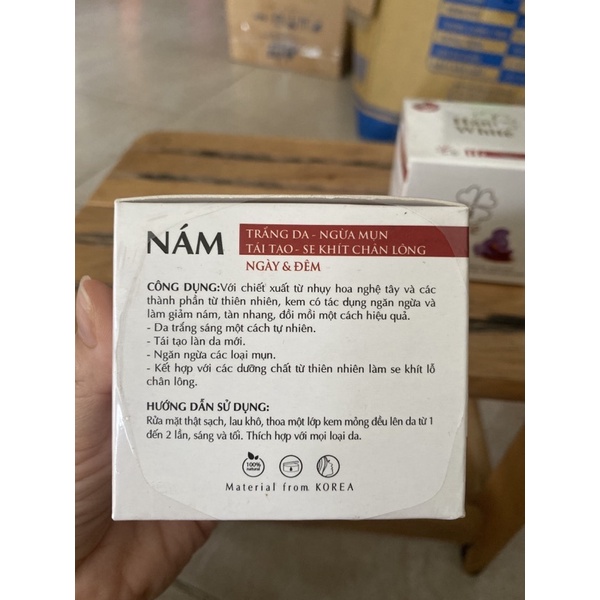 NÁM
TRẮNG DA - NGỪA MỤN
TÁI TẠO - SE KHÍT CHÂN LÔNG
NGÀY & ĐÊM
CÔNG DỤNG:Với chiết xuất từ nhụy hoa nghệ tây và các
thành phần từ thiên nhiên, kem có tác dụng ngăn ngừa và
làm giảm nám, tàn nhang, đồi mồi một cách hiệu quả.
- Da trắng sáng một cách tự nhiên.
- Tái tạo làn da mới.
- Ngăn ngừa các loại mụn.
- Kết hợp với các dưỡng chất từ thiên nhiên làm se khít lỗ
chân lông.
HƯỚNG DẪN SỬ DỤNG:
Rửa mặt thật sạch, lau khô, thoa một lớp kem mỏng đều lên da từ 1
đến 2 lần, sáng và tối. Thích hợp với mọi loại da.
100%
natural
Material from KOREA
White